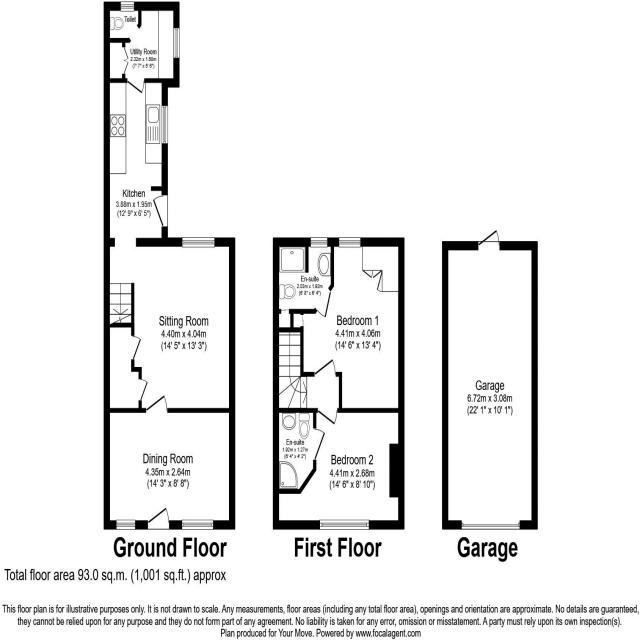 Toilet
Utility Room
2.32m x 1.68m
(7' 7" x 5' 6")
Kitchen
3.88m x 1.95m
(12' 9" x 6' 5")
Sitting Room
4.40m x 4.04m
(14' 5" x 13' 3")
Dining Room
4.35m x 2.64m
(14' 3" x 8' 8")
Ground Floor
En-suite
Bedroom 1
4.41m x 4.06m
(14' 6" x 13' 4")
En-suite
1.92m x 1.27m
(6' 4" x 4' 2")
Bedroom 2
4.41m x 2.68m
(14' 6" x 8' 10")
First Floor
Garage
6.72m x 3.08m
(22' 1" x 10' 1")
Garage
Total floor area 93.0 sq.m. (1,001 sq.ft.) approx
This floor plan is for illustrative purposes only. It is not drawn to scale. Any measurements, floor areas (including any total floor area), openings and orientation are approximate. No details are guaranteed,
they cannot be relied upon for any purpose and they do not form part of any agreement. No liability is taken for any error, omission or misstatement. A party must rely upon its own inspection(s).
Plan produced for Your Move. Powered by www.focalagent.com